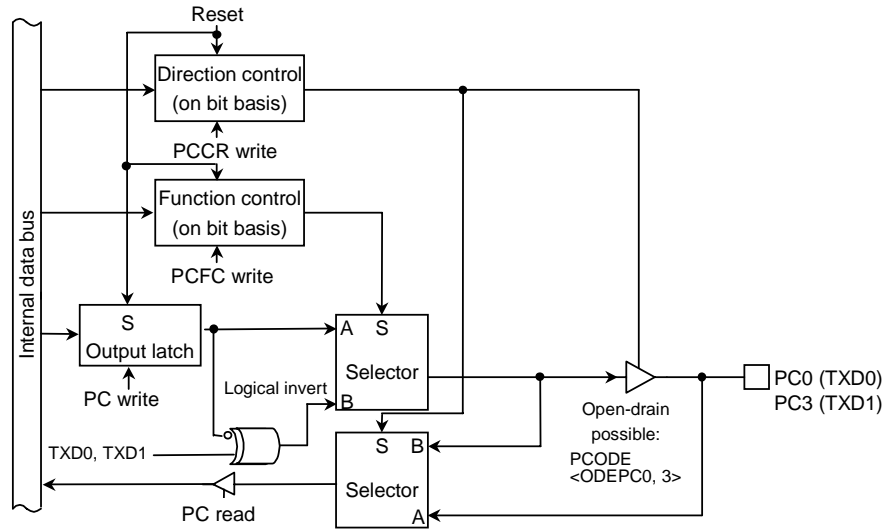 Reset
Direction control
(on bit basis)
PCCR write
Function control
(on bit basis)
PCFC write
Internal data bus
S
Output latch
PC write
A S
Selector
B
Logical invert
TXD0, TXD1
S B
Selector
A
PC read
Open-drain
possible:
PCODE
<ODEPC0, 3>
PC0 (TXD0)
PC3 (TXD1)